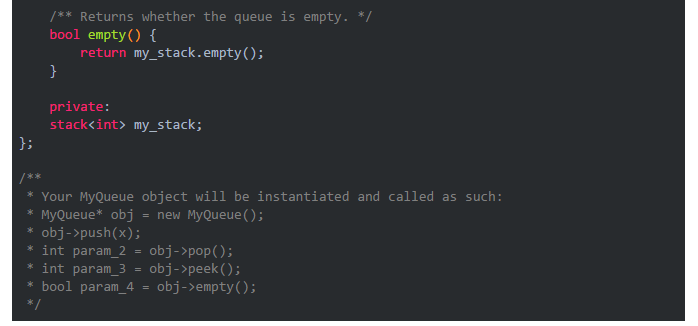 /** Returns whether the queue is empty. */
bool empty() {
return my_stack.empty();
}
private:
stack<int> my_stack;
};
/**
* Your MyQueue object will be instantiated and called as such:
* MyQueue* obj = new MyQueue();
* obj->push(x);
* int param_2 = obj->pop();
* int param_3 = obj->peek();
* bool param_4 = obj->empty();
*/